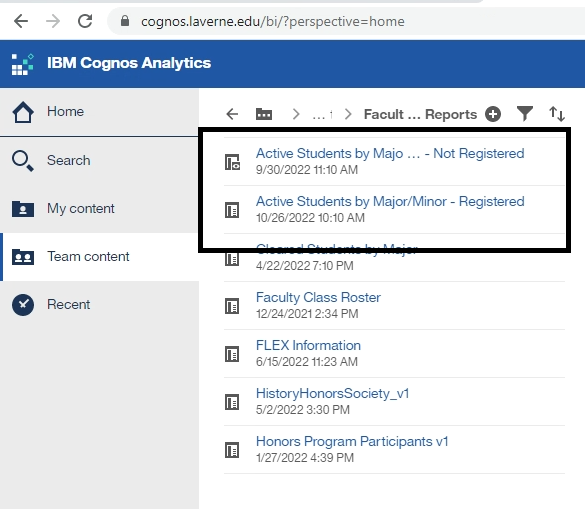 cognos.laverne.edu/bi/?perspective=home
IBM Cognos Analytics
Home
Search
My content
Team content
Recent
... Facult ... Reports
Active Students by Majo ... - Not Registered
9/30/2022 11:10 AM
Active Students by Major/Minor - Registered
10/26/2022 10:10 AM
Cleared Students by Major
4/22/2022 7:10 PM
Faculty Class Roster
12/24/2021 2:34 PM
FLEX Information
6/15/2022 11:23 AM
HistoryHonorsSociety_v1
5/2/2022 3:30 PM
Honors Program Participants v1
1/27/2022 4:39 PM